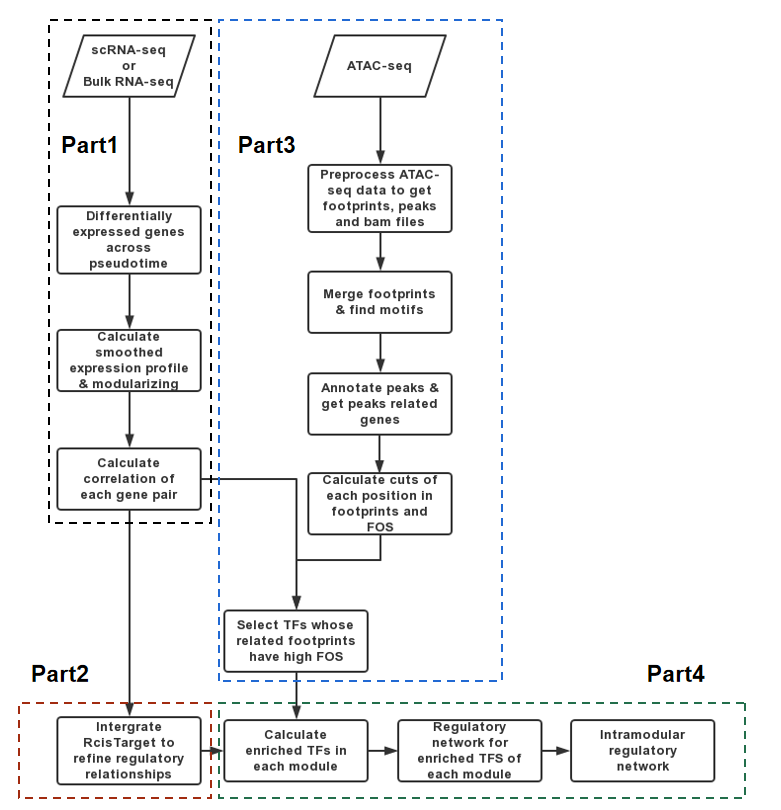 scRNA-seq
or
Bulk RNA-seq
Part1
Differentially
expressed genes
across
pseudotime
Calculate
smoothed
expression profile
& modularizing
Calculate
correlation of
each gene pair
ATAC-seq
Part3
Preprocess ATAC-
seq data to get
footprints, peaks
and bam files
Merge footprints
& find motifs
Annotate peaks &
get peaks related
genes
Calculate cuts of
each position in
footprints and
FOS
Select TFs whose
related footprints
have high FOS
Part2
Intergrate
RcisTarget to
refine regulatory
relationships
Part4
Calculate
enriched TFs in
each module
Regulatory
network for
enriched TFS of
each module
Intramodular
regulatory
network